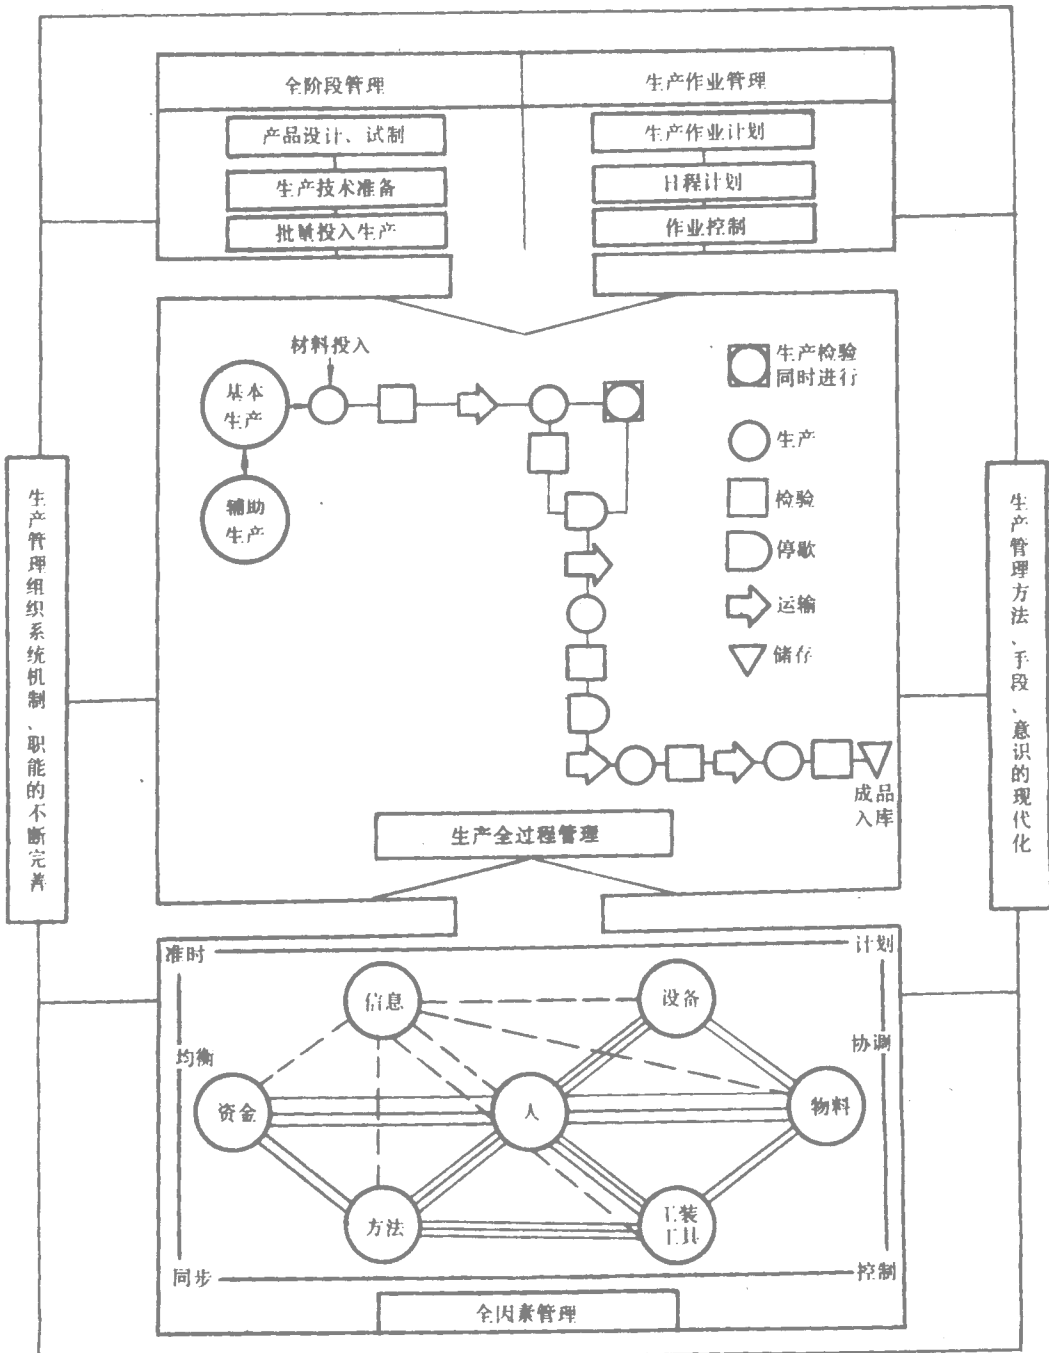 全阶段管理
生产作业管理
产品设计、试制
生产技术准备
批量投入生产
生产作业计划
日程计划
作业控制
材料投入
基本
生产
辅助
生产
生产检验
同时进行
生产
检验
停歇
运输
储存
成品
入库
生产全过程管理
生产管理组织系统机制、职能的不断完善
生产管理方法、手段、意识的现代化
准时
计划
信息
设备
均衡
协调
资金
人
物料
方法
工装
工具
同步
控制
全因素管理